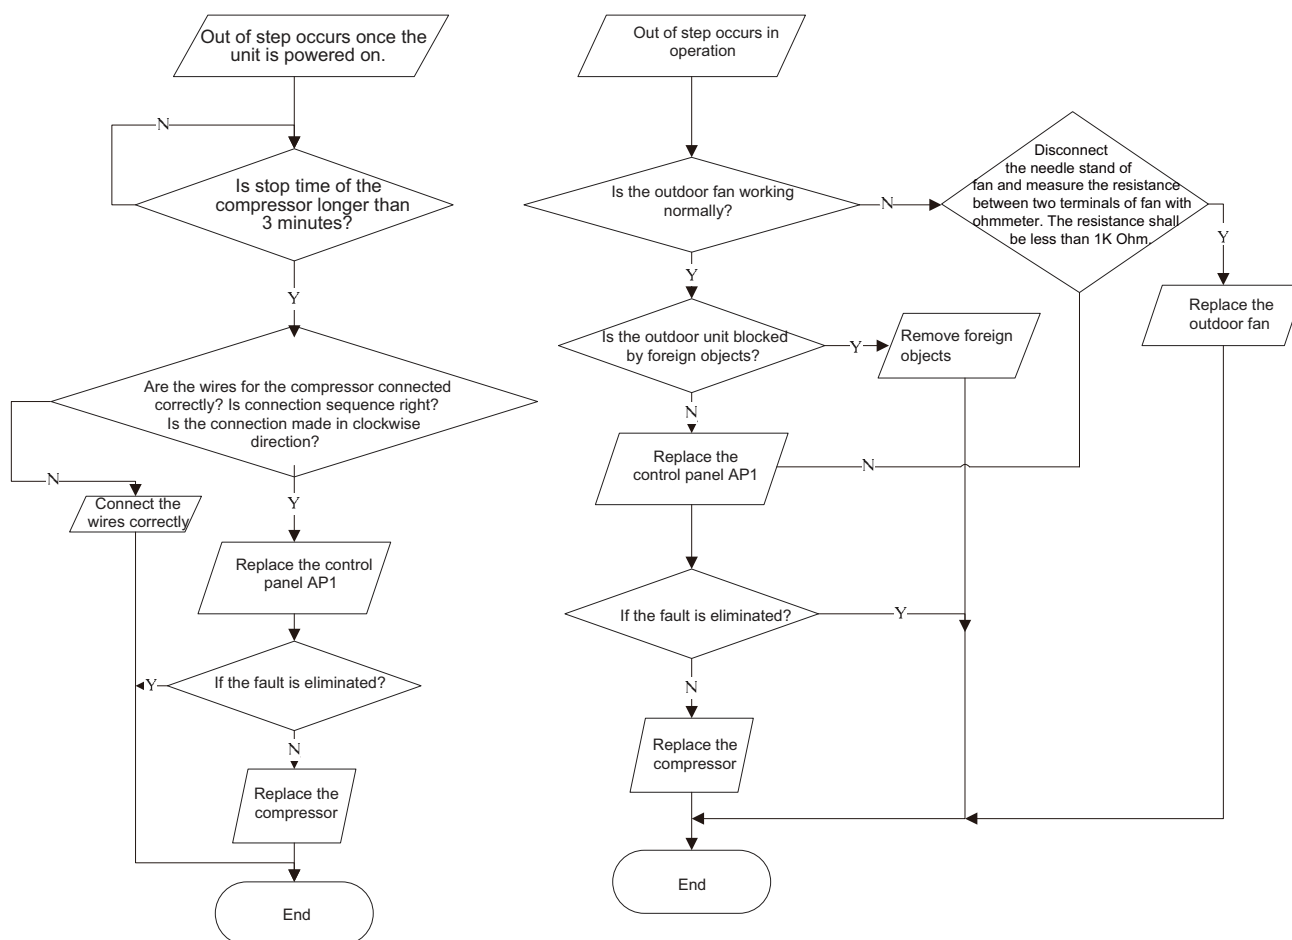 Out of step occurs once the
unit is powered on.
N
Is stop time of the
compressor longer than
3 minutes?
Y
Are the wires for the compressor connected
correctly? Is connection sequence right?
Is the connection made in clockwise
direction?
N
Connect the
wires correctly
Y
Replace the control
panel AP1
If the fault is eliminated?
Y
N
Replace the
compressor
End
Out of step occurs in
operation
Is the outdoor fan working
normally?
N
Disconnect
the needle stand of
fan and measure the resistance
between two terminals of fan with
ohmmeter. The resistance shall
be less than 1K Ohm.
Y
Replace the
outdoor fan
Y
Is the outdoor unit blocked
by foreign objects?
Y
Remove foreign
objects
N
Replace the
control panel AP1
N
If the fault is eliminated?
Y
N
Replace the
compressor
End